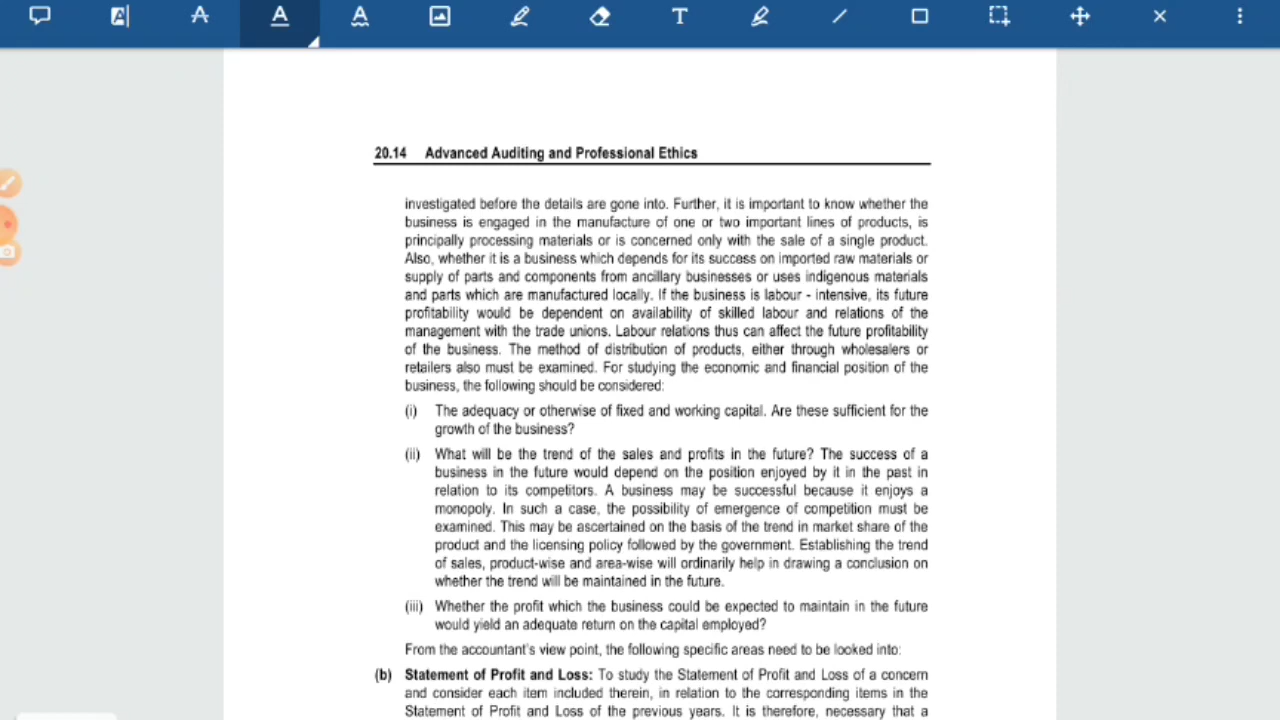 20.14 Advanced Auditing and Professional Ethics
investigated before the details are gone into. Further, it is important to know whether the
business is engaged in the manufacture of one or two important lines of products, is
principally processing materials or is concerned only with the sale of a single product.
Also, whether it is a business which depends for its success on imported raw materials or
supply of parts and components from ancillary businesses or uses indigenous materials
and parts which are manufactured locally. If the business is labour - intensive, its future
profitability would be dependent on availability of skilled labour and relations of the
management with the trade unions. Labour relations thus can affect the future profitability
of the business. The method of distribution of products, either through wholesalers or
retailers also must be examined. For studying the economic and financial position of the
business, the following should be considered:
(i) The adequacy or otherwise of fixed and working capital. Are these sufficient for the
growth of the business?
(ii) What will be the trend of the sales and profits in the future? The success of a
business in the future would depend on the position enjoyed by it in the past in
relation to its competitors. A business may be successful because it enjoys a
monopoly. In such a case, the possibility of emergence of competition must be
examined. This may be ascertained on the basis of the trend in market share of the
product and the licensing policy followed by the government. Establishing the trend
of sales, product-wise and area-wise will ordinarily help in drawing a conclusion on
whether the trend will be maintained in the future.
(iii) Whether the profit which the business could be expected to maintain in the future
would yield an adequate return on the capital employed?
From the accountant's view point, the following specific areas need to be looked into:
(b) Statement of Profit and Loss: To study the Statement of Profit and Loss of a concern
and consider each item included therein, in relation to the corresponding items in the
Statement of Profit and Loss of the previous years. It is therefore, necessary that a